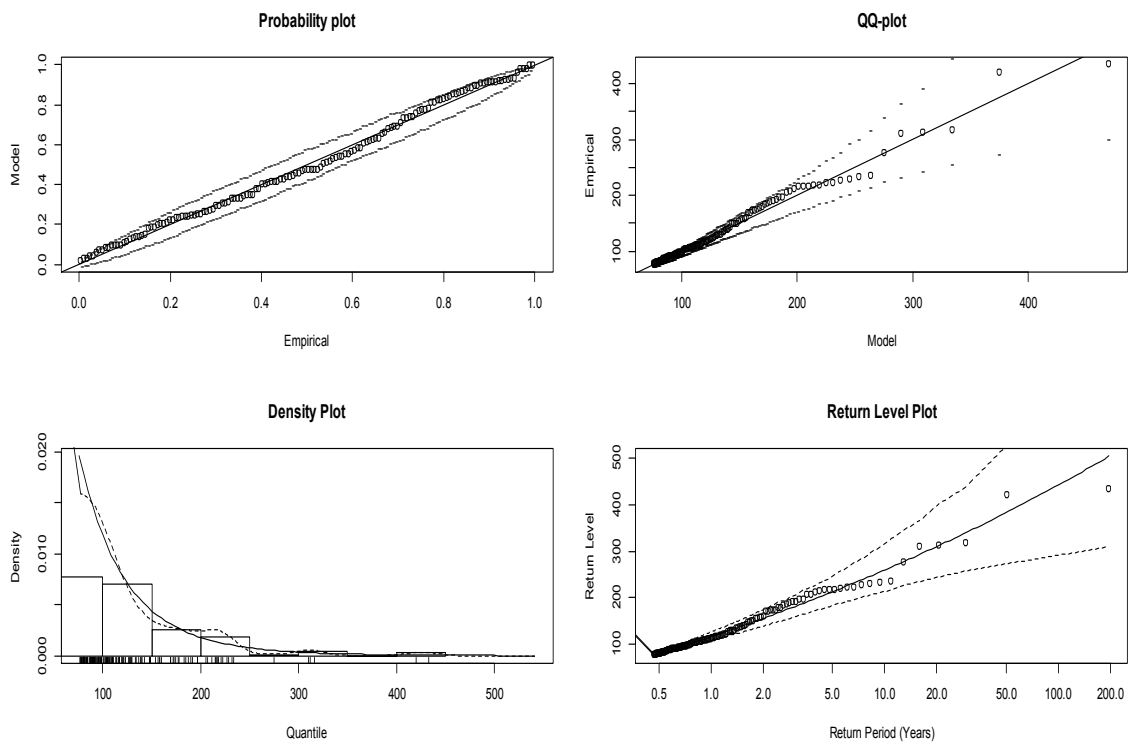 Probability plot
Model
0.0 0.2 0.4 0.6 0.8 1.0
0.0 0.2 0.4 0.6 0.8 1.0
Empirical
QQ-plot
Empirical
100 200 300 400
100 200 300 400
Model
Density Plot
Density
0.000 0.010 0.020
100 200 300 400 500
Quantile
Return Level Plot
Return Level
100 200 300 400 500
0.5 1.0 2.0 5.0 10.0 20.0 50.0 100.0 200.0
Return Period (Years)